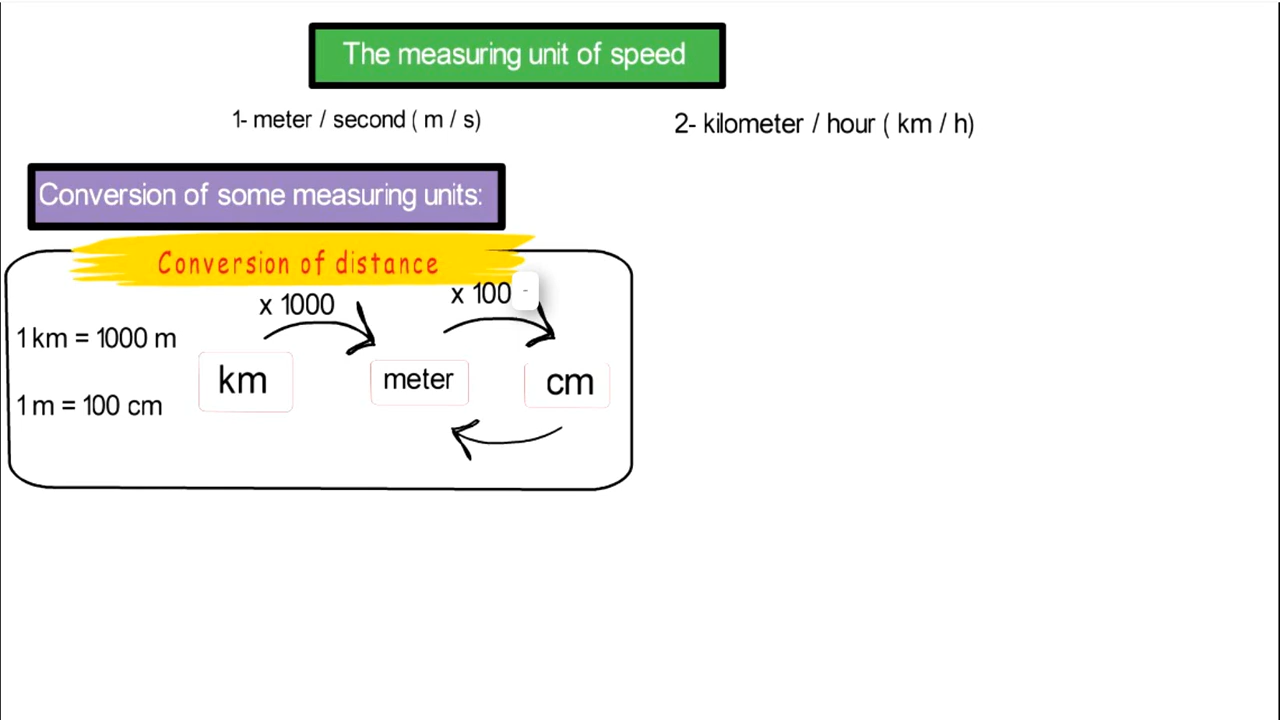 The measuring unit of speed
1- meter / second ( m / s)
2- kilometer / hour ( km / h)
Conversion of some measuring units:
Conversion of distance
x 1000
x 100
1 km = 1000 m
km
meter
cm
1 m = 100 cm